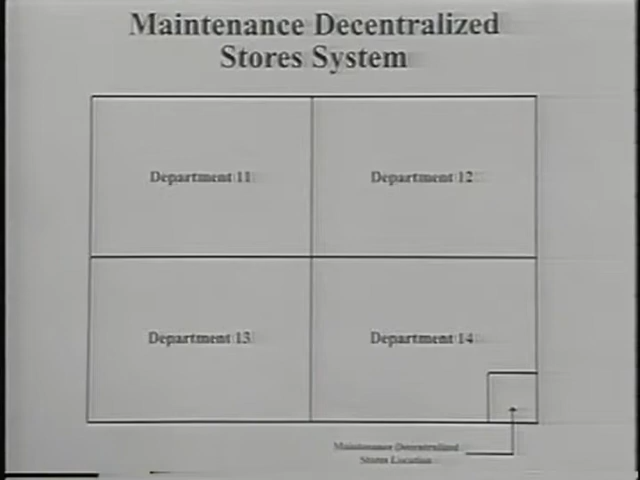 Maintenance Decentralized
Stores System
Department 11
Department 12
Department 13
Department 14
Maintenance Decentralized
Stores Location